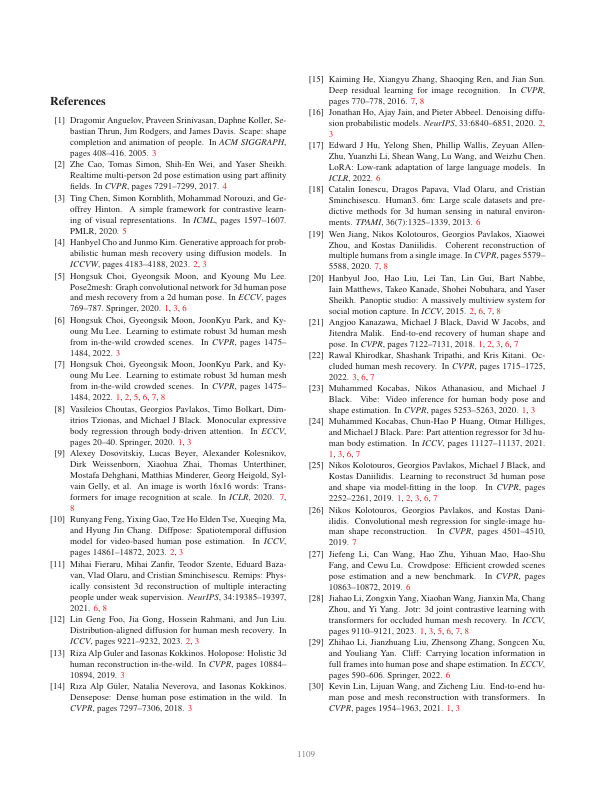 References
[1] Dragomir Anguelov, Praveen Srinivasan, Daphne Koller, Se-
bastian Thrun, Jim Rodgers, and James Davis. Scape: shape
completion and animation of people. In ACM SIGGRAPH,
pages 408–416. 2005. 3
[2] Zhe Cao, Tomas Simon, Shih-En Wei, and Yaser Sheikh.
Realtime multi-person 2d pose estimation using part affinity
fields. In CVPR, pages 7291–7299, 2017. 4
[3] Ting Chen, Simon Kornblith, Mohammad Norouzi, and Ge-
offrey Hinton. A simple framework for contrastive learn-
ing of visual representations. In ICML, pages 1597–1607.
PMLR, 2020. 5
[4] Hanbyel Cho and Junmo Kim. Generative approach for prob-
abilistic human mesh recovery using diffusion models. In
ICCVW, pages 4183–4188, 2023. 2, 3
[5] Hongsuk Choi, Gyeongsik Moon, and Kyoung Mu Lee.
Pose2mesh: Graph convolutional network for 3d human pose
and mesh recovery from a 2d human pose. In ECCV, pages
769–787. Springer, 2020. 1, 3, 6
[6] Hongsuk Choi, Gyeongsik Moon, JoonKyu Park, and Ky-
oung Mu Lee. Learning to estimate robust 3d human mesh
from in-the-wild crowded scenes. In CVPR, pages 1475–
1484, 2022. 3
[7] Hongsuk Choi, Gyeongsik Moon, JoonKyu Park, and Ky-
oung Mu Lee. Learning to estimate robust 3d human mesh
from in-the-wild crowded scenes. In CVPR, pages 1475–
1484, 2022. 1, 2, 5, 6, 7, 8
[8] Vasileios Choutas, Georgios Pavlakos, Timo Bolkart, Dim-
itrios Tzionas, and Michael J Black. Monocular expressive
body regression through body-driven attention. In ECCV,
pages 20–40. Springer, 2020. 1, 3
[9] Alexey Dosovitskiy, Lucas Beyer, Alexander Kolesnikov,
Dirk Weissenborn, Xiaohua Zhai, Thomas Unterthiner,
Mostafa Dehghani, Matthias Minderer, Georg Heigold, Syl-
vain Gelly, et al. An image is worth 16x16 words: Trans-
formers for image recognition at scale. In ICLR, 2020. 7,
8
[10] Runyang Feng, Yixing Gao, Tze Ho Elden Tse, Xueqing Ma,
and Hyung Jin Chang. Diffpose: Spatiotemporal diffusion
model for video-based human pose estimation. In ICCV,
pages 14861–14872, 2023. 2, 3
[11] Mihai Fieraru, Mihai Zanfir, Teodor Szente, Eduard Baza-
van, Vlad Olaru, and Cristian Sminchisescu. Remips: Phys-
ically consistent 3d reconstruction of multiple interacting
people under weak supervision. NeurIPS, 34:19385–19397,
2021. 6, 8
[12] Lin Geng Foo, Jia Gong, Hossein Rahmani, and Jun Liu.
Distribution-aligned diffusion for human mesh recovery. In
ICCV, pages 9221–9232, 2023. 2, 3
[13] Rıza Alp Guler and Iasonas Kokkinos. Holopose: Holistic 3d
human reconstruction in-the-wild. In CVPR, pages 10884–
10894, 2019. 3
[14] Rıza Alp Güler, Natalia Neverova, and Iasonas Kokkinos.
Densepose: Dense human pose estimation in the wild. In
CVPR, pages 7297–7306, 2018. 3
[15] Kaiming He, Xiangyu Zhang, Shaoqing Ren, and Jian Sun.
Deep residual learning for image recognition. In CVPR,
pages 770–778, 2016. 7, 8
[16] Jonathan Ho, Ajay Jain, and Pieter Abbeel. Denoising diffu-
sion probabilistic models. NeurIPS, 33:6840–6851, 2020. 2,
3
[17] Edward J Hu, Yelong Shen, Phillip Wallis, Zeyuan Allen-
Zhu, Yuanzhi Li, Shean Wang, Lu Wang, and Weizhu Chen.
LoRA: Low-rank adaptation of large language models. In
ICLR, 2022. 6
[18] Catalin Ionescu, Dragos Papava, Vlad Olaru, and Cristian
Sminchisescu. Human3. 6m: Large scale datasets and pre-
dictive methods for 3d human sensing in natural environ-
ments. TPAMI, 36(7):1325–1339, 2013. 6
[19] Wen Jiang, Nikos Kolotouros, Georgios Pavlakos, Xiaowei
Zhou, and Kostas Daniilidis. Coherent reconstruction of
multiple humans from a single image. In CVPR, pages 5579–
5588, 2020. 7, 8
[20] Hanbyul Joo, Hao Liu, Lei Tan, Lin Gui, Bart Nabbe,
Iain Matthews, Takeo Kanade, Shohei Nobuhara, and Yaser
Sheikh. Panoptic studio: A massively multiview system for
social motion capture. In ICCV, 2015. 2, 6, 7, 8
[21] Angjoo Kanazawa, Michael J Black, David W Jacobs, and
Jitendra Malik. End-to-end recovery of human shape and
pose. In CVPR, pages 7122–7131, 2018. 1, 2, 3, 6, 7
[22] Rawal Khirodkar, Shashank Tripathi, and Kris Kitani. Oc-
cluded human mesh recovery. In CVPR, pages 1715–1725,
2022. 3, 6, 7
[23] Muhammed Kocabas, Nikos Athanasiou, and Michael J
Black. Vibe: Video inference for human body pose and
shape estimation. In CVPR, pages 5253–5263, 2020. 1, 3
[24] Muhammed Kocabas, Chun-Hao P Huang, Otmar Hilliges,
and Michael J Black. Pare: Part attention regressor for 3d hu-
man body estimation. In ICCV, pages 11127–11137, 2021.
1, 3, 6, 7
[25] Nikos Kolotouros, Georgios Pavlakos, Michael J Black, and
Kostas Daniilidis. Learning to reconstruct 3d human pose
and shape via model-fitting in the loop. In CVPR, pages
2252–2261, 2019. 1, 2, 3, 6, 7
[26] Nikos Kolotouros, Georgios Pavlakos, and Kostas Dani-
ilidis. Convolutional mesh regression for single-image hu-
man shape reconstruction. In CVPR, pages 4501–4510,
2019. 7
[27] Jiefeng Li, Can Wang, Hao Zhu, Yihuan Mao, Hao-Shu
Fang, and Cewu Lu. Crowdpose: Efficient crowded scenes
pose estimation and a new benchmark. In CVPR, pages
10863–10872, 2019. 6
[28] Jiahao Li, Zongxin Yang, Xiaohan Wang, Jianxin Ma, Chang
Zhou, and Yi Yang. Jotr: 3d joint contrastive learning with
transformers for occluded human mesh recovery. In ICCV,
pages 9110–9121, 2023. 1, 3, 5, 6, 7, 8
[29] Zhihao Li, Jianzhuang Liu, Zhensong Zhang, Songcen Xu,
and Youliang Yan. Cliff: Carrying location information in
full frames into human pose and shape estimation. In ECCV,
pages 590–606. Springer, 2022. 6
[30] Kevin Lin, Lijuan Wang, and Zicheng Liu. End-to-end hu-
man pose and mesh reconstruction with transformers. In
CVPR, pages 1954–1963, 2021. 1, 3
1109